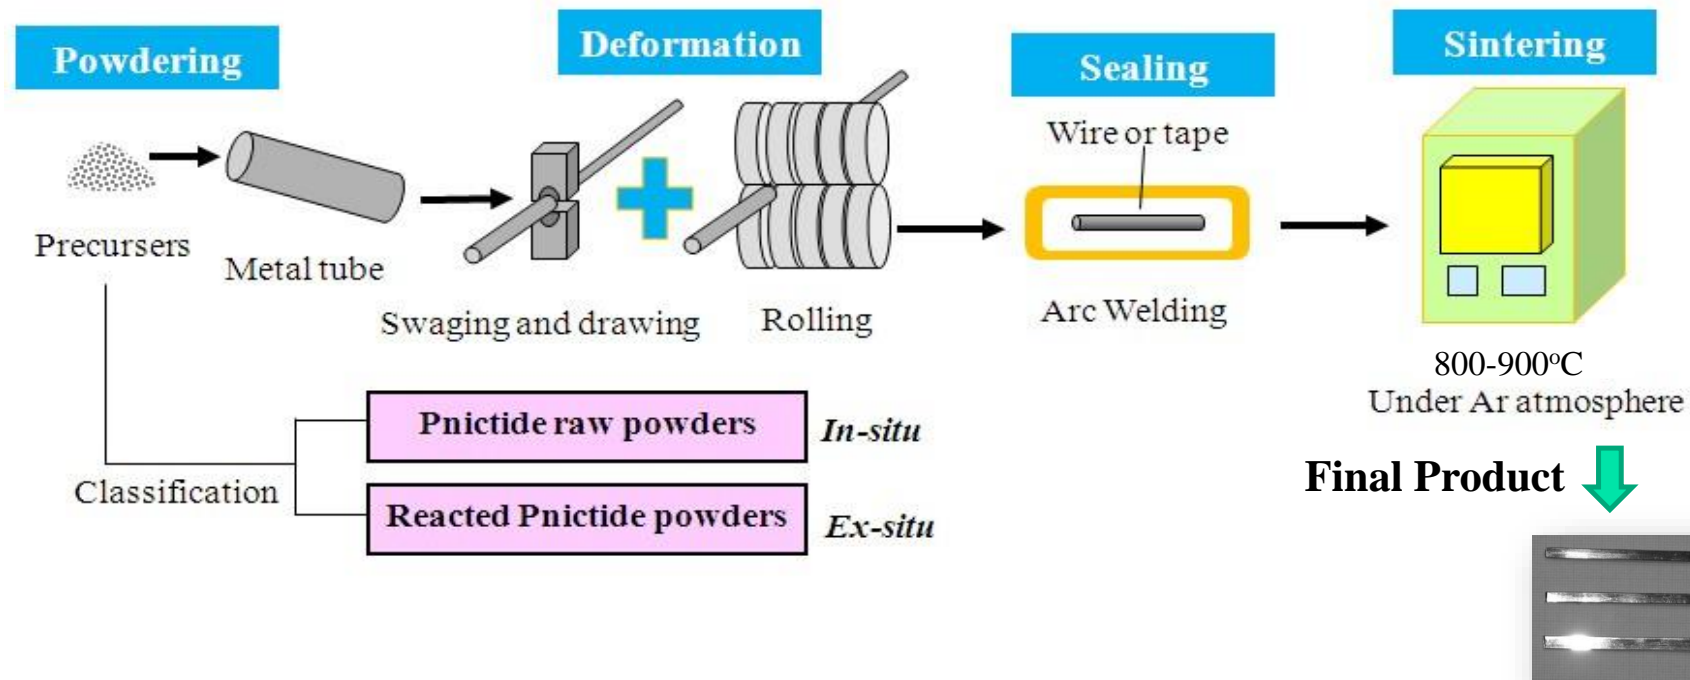 Powdering
Deformation
Sealing
Sintering
Wire or tape
Precursers
Metal tube
Swaging and drawing
Rolling
Arc Welding
800-900°C
Under Ar atmosphere
Pnictide raw powders
In-situ
Classification
Reacted Pnictide powders
Ex-situ
Final Product